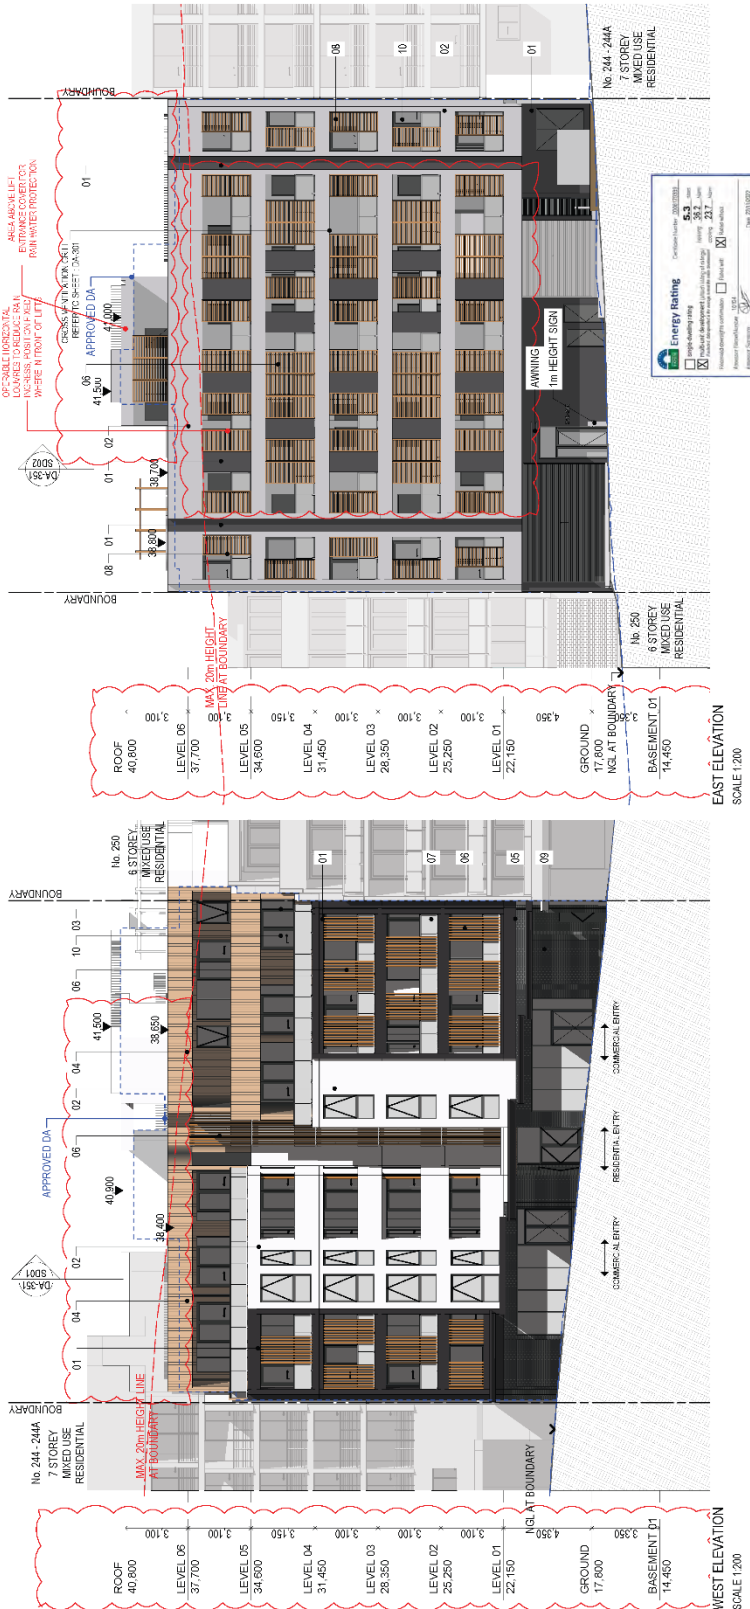 No. 244 - 244A
7 STOREY
MIXED USE
RESIDENTIAL
BOUNDARY
08
10
02
01
AREA ABOVE LIFT
ENTRANCE COVER FOR
RAIN WATER PROTECTION
OPERABLE HORIZONTAL
LOUVRES TO REDUCE RAIN
WHERE IN FRONT OF LIFTS
01
REFER TO SHEET: DA-301
APPROVED DA
41,000
06
41,500
02
01
DA-351
SD02
38,700
38,800
01
08
BOUNDARY
AWNING
1m HEIGHT SIGN
Energy Rating
5.3
36.2
23.7
single-dwelling rating
multi-unit development
No. 250
6 STOREY
MIXED USE
RESIDENTIAL
MAX 20m HEIGHT
LINE AT BOUNDARY
NGL AT BOUNDARY
ROOF
40,800
3,100
LEVEL 06
37,700
3,100
LEVEL 05
34,600
3,150
LEVEL 04
31,450
3,100
LEVEL 03
28,350
3,100
LEVEL 02
25,250
3,100
LEVEL 01
22,150
4,350
GROUND
17,800
3,350
BASEMENT 01
14,450
EAST ELEVATION
SCALE 1:200
No. 250
6 STOREY
MIXED USE
RESIDENTIAL
BOUNDARY
03
10
06
41,500
38,650
04
02
APPROVED DA
06
40,900
38,400
02
DA-351
SD01
04
01
01
07
06
05
09
COMMERCIAL ENTRY
RESIDENTIAL ENTRY
COMMERCIAL ENTRY
BOUNDARY
No. 244 - 244A
7 STOREY
MIXED USE
RESIDENTIAL
MAX 20m HEIGHT LINE
AT BOUNDARY
NGL AT BOUNDARY
ROOF
40,800
3,100
LEVEL 06
37,700
3,100
LEVEL 05
34,600
3,150
LEVEL 04
31,450
3,100
LEVEL 03
28,350
3,100
LEVEL 02
25,250
3,100
LEVEL 01
22,150
4,350
GROUND
17,800
3,350
BASEMENT 01
14,450
WEST ELEVATION
SCALE 1:200